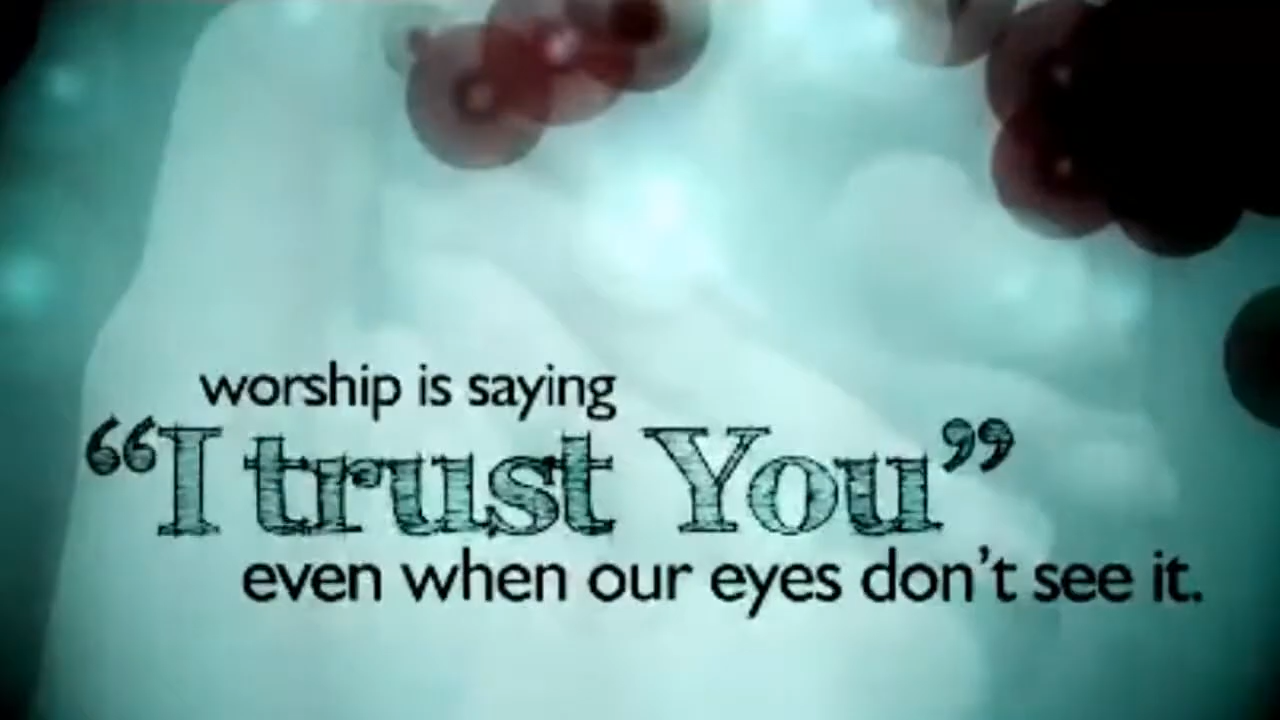 worship is saying
“I trust You”
even when our eyes don’t see it.